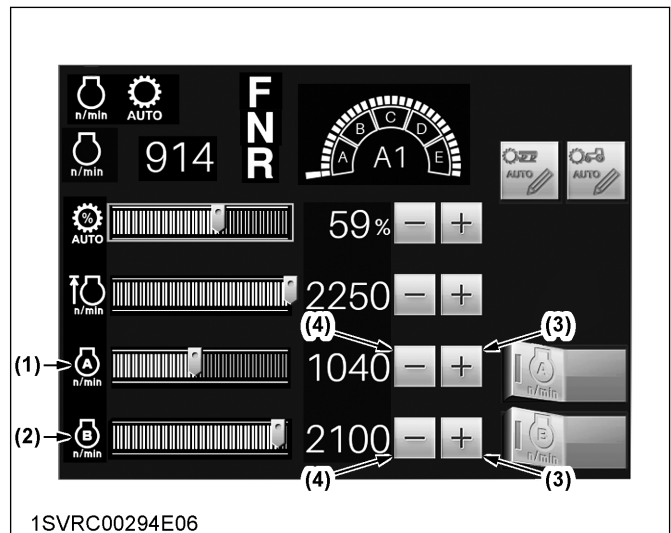 n/min AUTO
F
N
R
n/min 914
A B C D E
A1
AUTO AUTO
% AUTO 59% − +
n/min 2250 − +
(4) (3)
(1) A n/min 1040 − + A n/min
(2) B n/min 2100 − + B n/min
(4) (3)
1SVRC00294E06